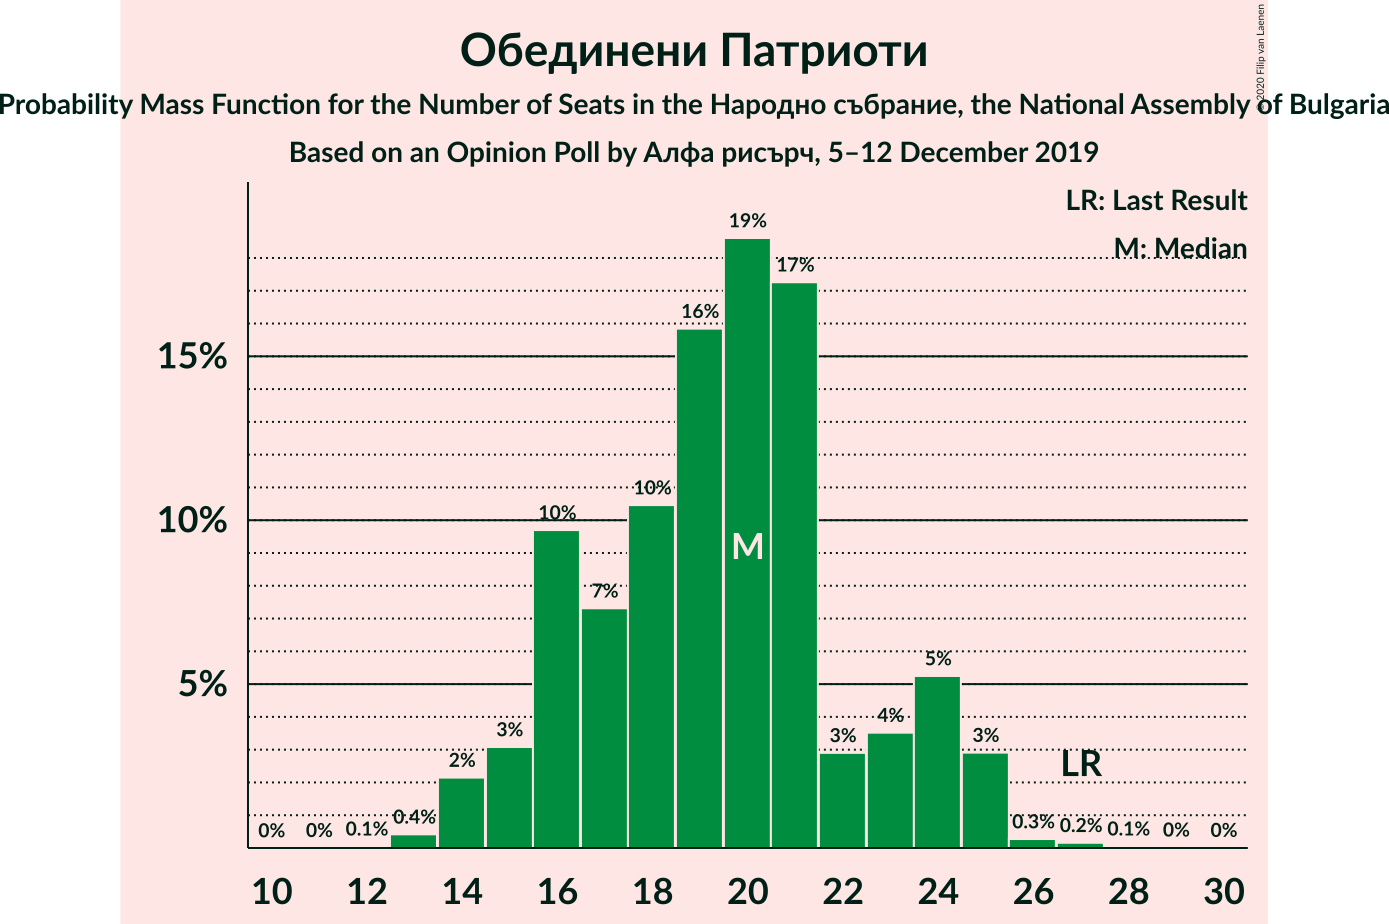 Обединени Патриоти
Probability Mass Function for the Number of Seats in the Народно събрание, the National Assembly of Bulgaria
Based on an Opinion Poll by Алфа рисърч, 5–12 December 2019
© 2020 Filip van Laenen
LR: Last Result
M: Median
15%
10%
5%
0%
0%
0.1%
0.4%
2%
3%
10%
7%
10%
16%
19%
17%
3%
4%
5%
3%
0.3%
0.2%
0.1%
0%
0%
M
LR
10 12 14 16 18 20 22 24 26 28 30